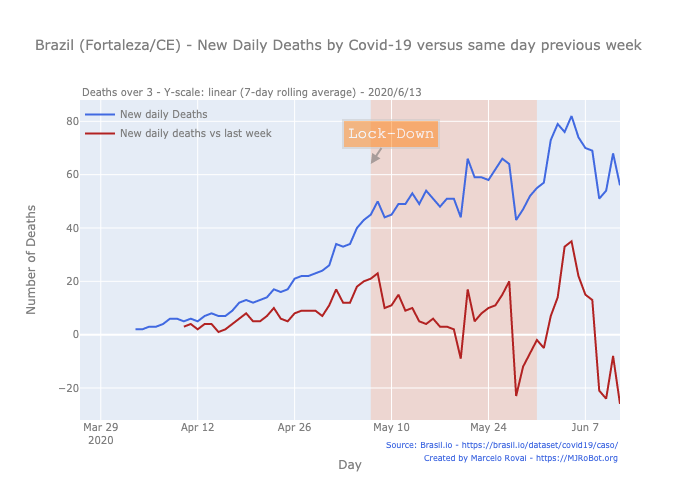 Brazil (Fortaleza/CE) - New Daily Deaths by Covid-19 versus same day previous week
Deaths over 3 - Y-scale: linear (7-day rolling average) - 2020/6/13
New daily Deaths
New daily deaths vs last week
Lock-Down
Number of Deaths
80
60
40
20
0
−20
Mar 29
2020
Apr 12
Apr 26
May 10
May 24
Jun 7
Day
Source: Brasil.io - https://brasil.io/dataset/covid19/caso/
Created by Marcelo Rovai - https://MJRoBot.org